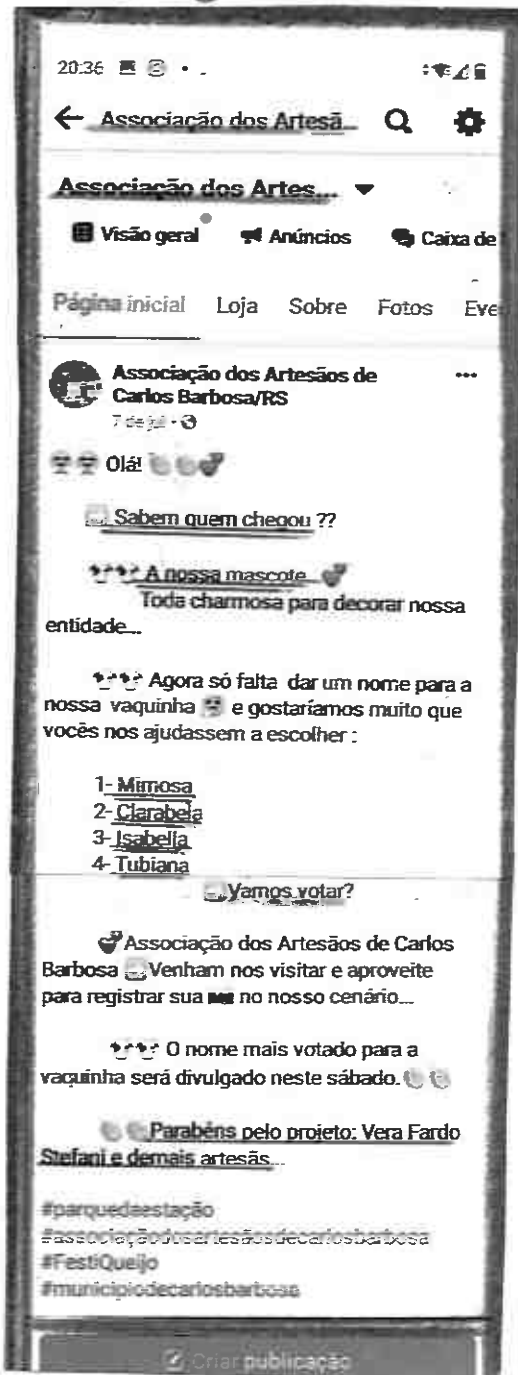 20:36
Associação dos Artesã...
Associação dos Artes...
Visão geral Anúncios Caixa de
Página inicial Loja Sobre Fotos Eve
Associação dos Artesãos de
Carlos Barbosa/RS
7 de jul
Olá!
Sabem quem chegou ??
A nossa mascote
Toda charmosa para decorar nossa
entidade...
Agora só falta dar um nome para a
nossa vaquinha e gostaríamos muito que
vocês nos ajudassem a escolher :
1- Mimosa
2- Clarabela
3- Isabella
4- Tubiana
Vamos votar?
Associação dos Artesãos de Carlos
Barbosa Venham nos visitar e aproveite
para registrar sua no nosso cenário...
O nome mais votado para a
vaquinha será divulgado neste sábado.
Parabéns pelo projeto: Vera Fardo
Stefani e demais artesãs...
#parquedaestação
#associaçãodosartesãosdecarlosbarbosa
#FestiQueijo
#municipiodecarlosbarbosa
Criar publicação